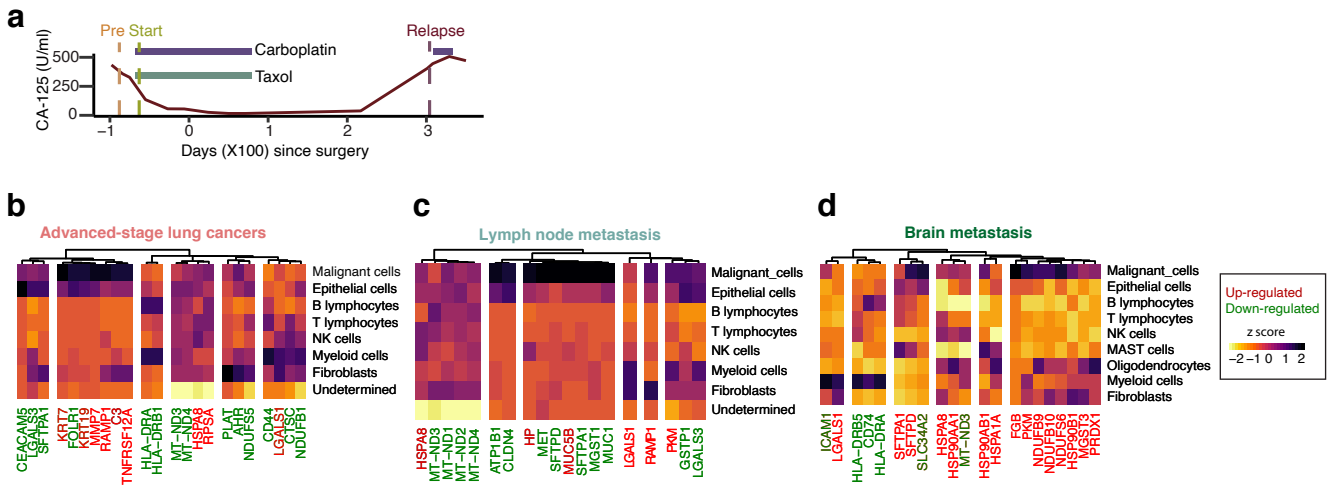 a
Pre Start
Relapse
CA-125 (U/ml)
500
250
0
Carboplatin
Taxol
−1 0 1 2 3
Days (X100) since surgery
b
Advanced-stage lung cancers
Malignant cells
Epithelial cells
B lymphocytes
T lymphocytes
NK cells
Myeloid cells
Fibroblasts
Undetermined
CEACAM5
LGALS3
SFTPA1
KRT7
FOLR1
KRT19
MMP7
RAMP1
C3
TNFRSF12A
HLA−DRA
HLA−DRB1
MT−ND3
MT−ND4
HSPA8
RPSA
PLAT
AHR
NDUFS5
CD44
LGALS1
CTSC
NDUFB1
c
Lymph node metastasis
Malignant_cells
Epithelial cells
B lymphocytes
T lymphocytes
NK cells
Myeloid cells
Fibroblasts
Undetermined
HSPA8
MT−ND3
MT−ND1
MT−ND2
MT−ND4
ATP1B1
CLDN4
HP
MET
SFTPD
MUC5B
SFTPA1
MGST1
MUC1
LGALS1
RAMP1
PKM
GSTP1
LGALS3
d
Brain metastasis
Malignant_cells
Epithelial cells
B lymphocytes
T lymphocytes
NK cells
MAST cells
Oligodendrocytes
Myeloid cells
Fibroblasts
ICAM1
LGALS1
HLA−DRB5
CD74
HLA−DRA
SFTPA1
SFTPD
SLC34A2
HSPA8
HSP90AA1
MT−ND3
HSP90AB1
HSPA1A
FGB
PKM
NDUFB9
NDUFB10
NDUFS6
HSP90B1
MGST3
PRDX1
Up-regulated
Down-regulated
z score
−2 −1 0 1 2